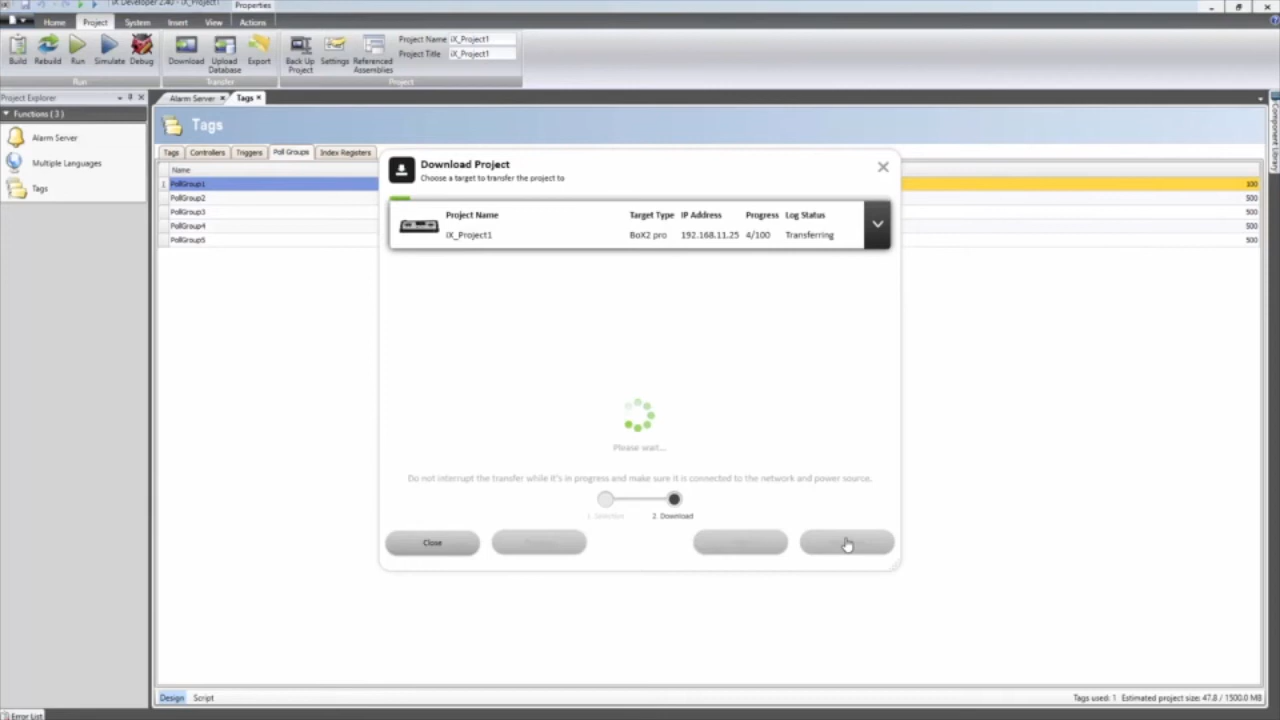 iX Developer 2.40 - iX_Project1
Properties
Home Project System Insert View Actions
Build Rebuild Run Simulate Debug Download Upload Database Export Back Up Project Settings Referenced Assemblies
Project Name iX_Project1
Project Title iX_Project1
Run Transfer Project
Project Explorer
Functions ( 3 )
Alarm Server
Multiple Languages
Tags
Alarm Server Tags
Tags
Tags Controllers Triggers Poll Groups Index Registers
Name
PollGroup1 100
PollGroup2 500
PollGroup3 500
PollGroup4 500
PollGroup5 500
Download Project
Choose a target to transfer the project to
Project Name Target Type IP Address Progress Log Status
iX_Project1 BoX2 pro 192.168.11.25 4/100 Transferring
Please wait...
Do not interrupt the transfer while it's in progress and make sure it is connected to the network and power source.
1. Selection 2. Download
Close
Component Library
Design Script
Tags used: 1 Estimated project size: 47.8 / 1500.0 MB
Error List